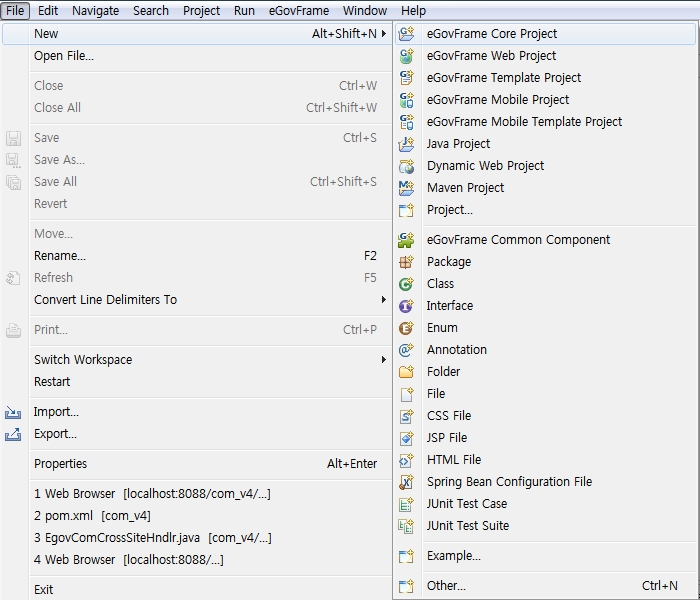 File Edit Navigate Search Project Run eGovFrame Window Help
New Alt+Shift+N
Open File...
Close Ctrl+W
Close All Ctrl+Shift+W
Save Ctrl+S
Save As...
Save All Ctrl+Shift+S
Revert
Move...
Rename... F2
Refresh F5
Convert Line Delimiters To
Print... Ctrl+P
Switch Workspace
Restart
Import...
Export...
Properties Alt+Enter
1 Web Browser [localhost:8088/com_v4/...]
2 pom.xml [com_v4]
3 EgovComCrossSiteHndlr.java [com_v4/...]
4 Web Browser [localhost:8088/...]
Exit
eGovFrame Core Project
eGovFrame Web Project
eGovFrame Template Project
eGovFrame Mobile Project
eGovFrame Mobile Template Project
Java Project
Dynamic Web Project
Maven Project
Project...
eGovFrame Common Component
Package
Class
Interface
Enum
Annotation
Folder
File
CSS File
JSP File
HTML File
Spring Bean Configuration File
JUnit Test Case
JUnit Test Suite
Example...
Other... Ctrl+N